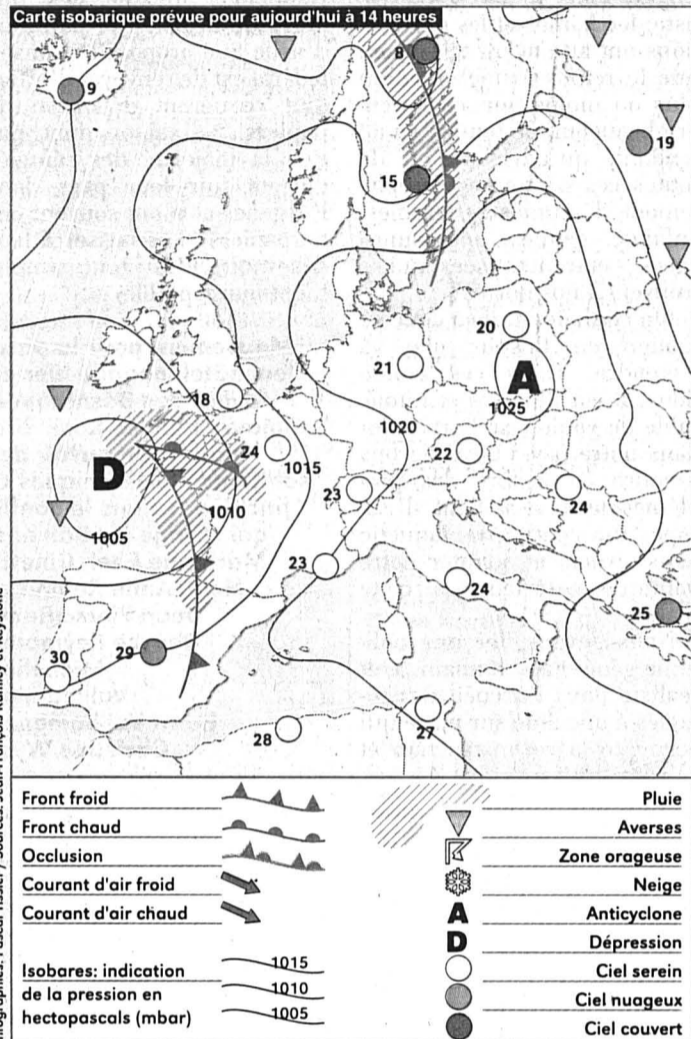 Carte isobarique prévue pour aujourd'hui à 14 heures
8
9
19
15
20
21
A
1025
18
1020
24
1015
22
D
23
24
1010
1005
23
24
25
30
29
28
27
Front froid
Front chaud
Occlusion
Courant d'air froid
Courant d'air chaud
Isobares: indication
de la pression en
hectopascals (mbar)
1015
1010
1005
Pluie
Averses
Zone orageuse
Neige
A Anticyclone
D Dépression
Ciel serein
Ciel nuageux
Ciel couvert